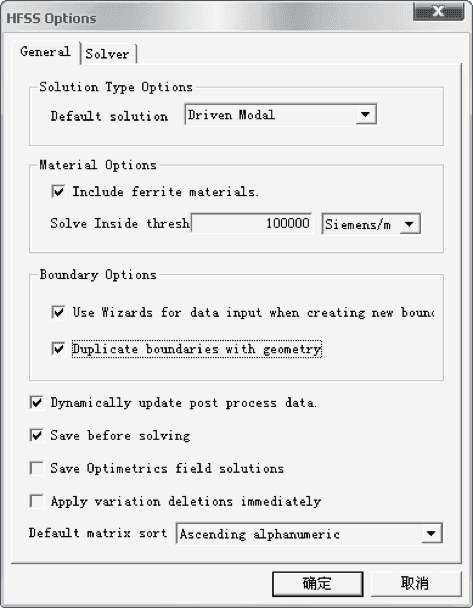 HFSS Options
General Solver
Solution Type Options
Default solution Driven Modal
Material Options
Include ferrite materials.
Solve Inside thresh 100000 Siemens/m
Boundary Options
Use Wizards for data input when creating new
Duplicate boundaries with geometry
Dynamically update post process data.
Save before solving
Save Optimetrics field solutions
Apply variation deletions immediately
Default matrix sort Ascending alphanumeric
确定 取消